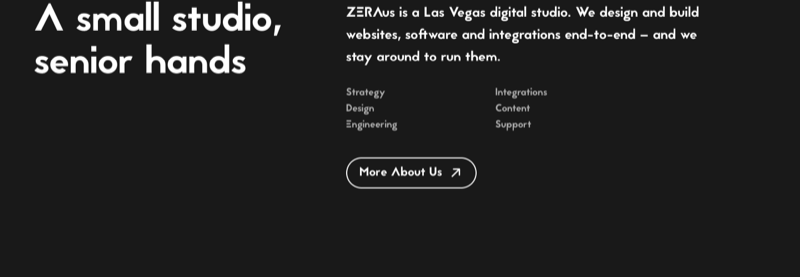 A small studio,
senior hands
ZERAus is a Las Vegas digital studio. We design and build
websites, software and integrations end-to-end – and we
stay around to run them.
Strategy
Design
Engineering
Integrations
Content
Support
More About Us ↗